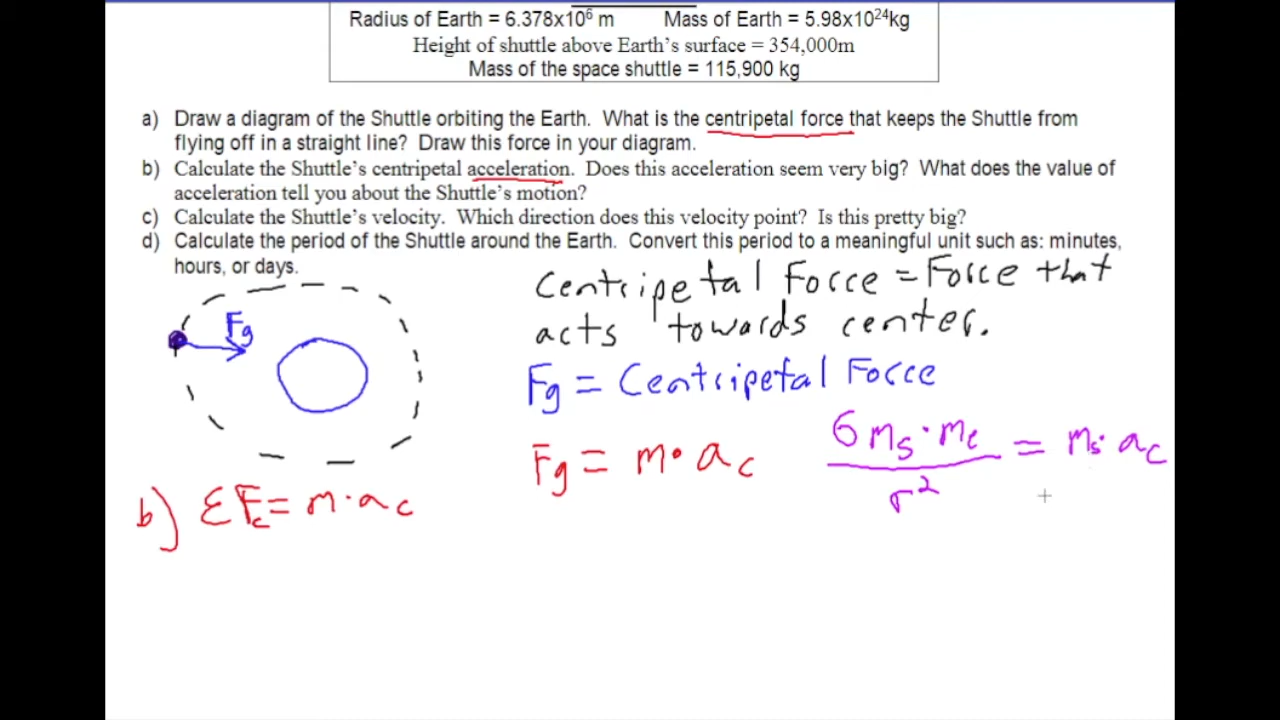 Radius of Earth = 6.378x10⁶ m Mass of Earth = 5.98x10²⁴kg
Height of shuttle above Earth's surface = 354,000m
Mass of the space shuttle = 115,900 kg
a) Draw a diagram of the Shuttle orbiting the Earth. What is the centripetal force that keeps the Shuttle from
flying off in a straight line? Draw this force in your diagram.
b) Calculate the Shuttle's centripetal acceleration. Does this acceleration seem very big? What does the value of
acceleration tell you about the Shuttle's motion?
c) Calculate the Shuttle's velocity. Which direction does this velocity point? Is this pretty big?
d) Calculate the period of the Shuttle around the Earth. Convert this period to a meaningful unit such as: minutes,
hours, or days.
Centripetal Force = Force that
acts towards center.
Fg
Fg = Centripetal Force
Fg = m·ac
G ms·me / r² = ms·ac
b) ΣFc = m·ac